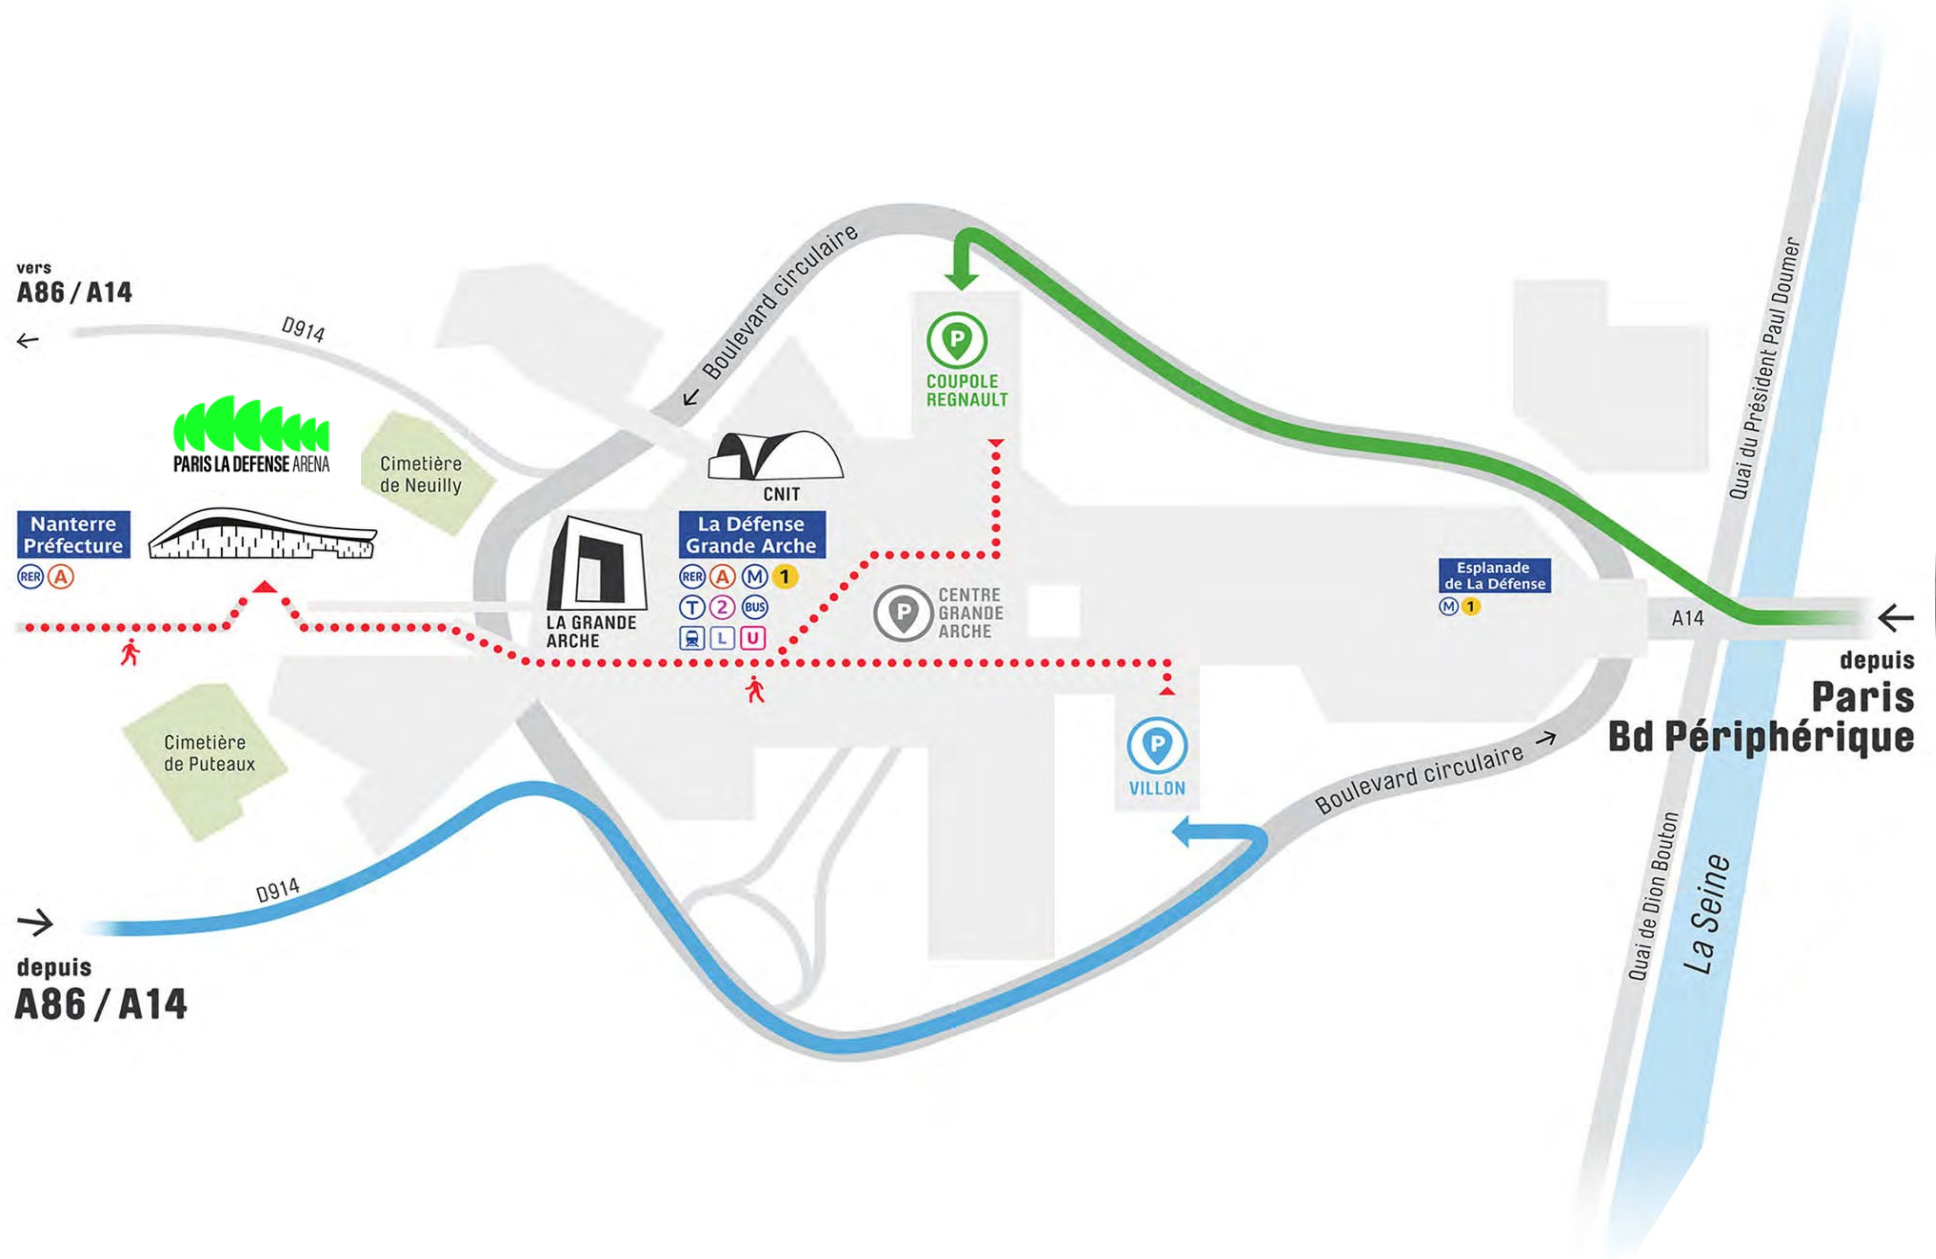 vers
A86 / A14
D914
Boulevard circulaire
Quai du Président Paul Doumer
P
COUPOLE
REGNAULT
PARIS LA DEFENSE ARENA
Cimetière
de Neuilly
CNIT
Nanterre
Préfecture
RER A
La Défense
Grande Arche
RER A M 1
T 2 BUS
L U
LA GRANDE
ARCHE
P
CENTRE
GRANDE
ARCHE
Esplanade
de La Défense
M 1
A14
depuis
Paris
Bd Périphérique
Cimetière
de Puteaux
P
VILLON
Boulevard circulaire
Quai de Dion Bouton
La Seine
D914
depuis
A86 / A14